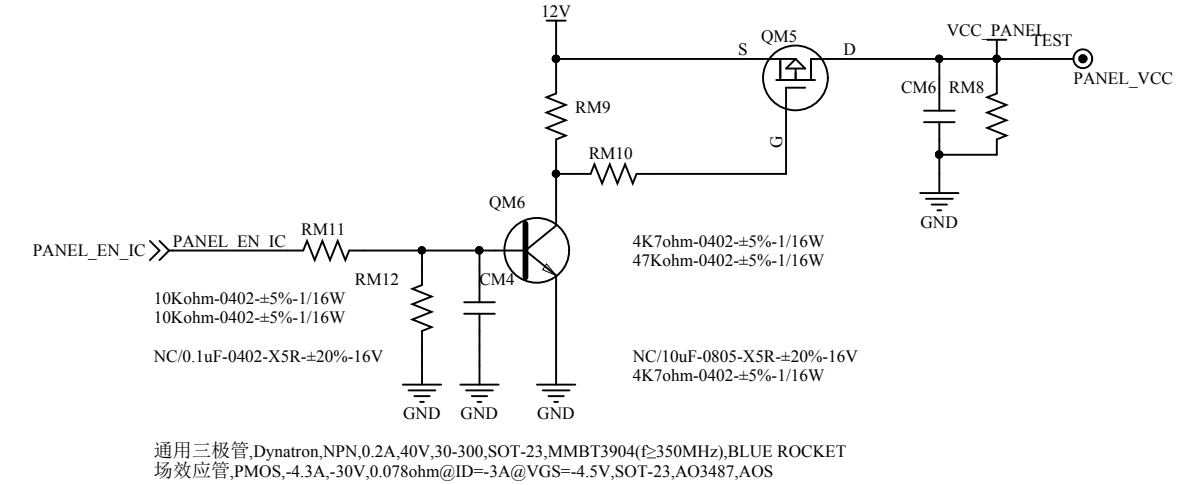 12V
QM5
S
D
VCC_PANEL
TEST
PANEL_VCC
CM6
RM8
RM9
G
RM10
GND
QM6
PANEL_EN_IC
PANEL_EN_IC
RM11
4K7ohm-0402-±5%-1/16W
47Kohm-0402-±5%-1/16W
RM12
CM4
10Kohm-0402-±5%-1/16W
10Kohm-0402-±5%-1/16W
NC/0.1uF-0402-X5R-±20%-16V
NC/10uF-0805-X5R-±20%-16V
4K7ohm-0402-±5%-1/16W
GND
GND
GND
通用三极管,Dynatron,NPN,0.2A,40V,30-300,SOT-23,MMBT3904(f≥350MHz),BLUE ROCKET
场效应管,PMOS,-4.3A,-30V,0.078ohm@ID=-3A@VGS=-4.5V,SOT-23,AO3487,AOS